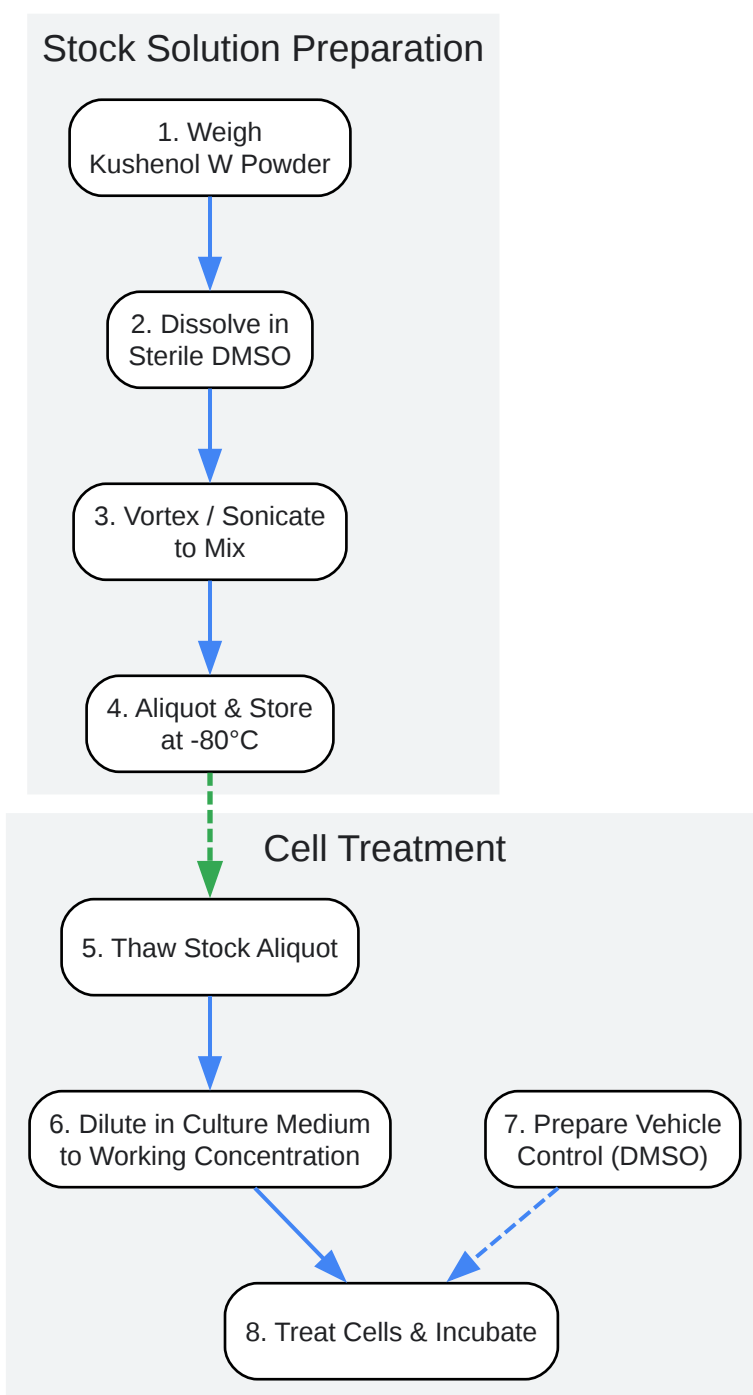 Stock Solution Preparation
1. Weigh
Kushenol W Powder
2. Dissolve in
Sterile DMSO
3. Vortex / Sonicate
to Mix
4. Aliquot & Store
at -80°C
Cell Treatment
5. Thaw Stock Aliquot
6. Dilute in Culture Medium
to Working Concentration
7. Prepare Vehicle
Control (DMSO)
8. Treat Cells & Incubate